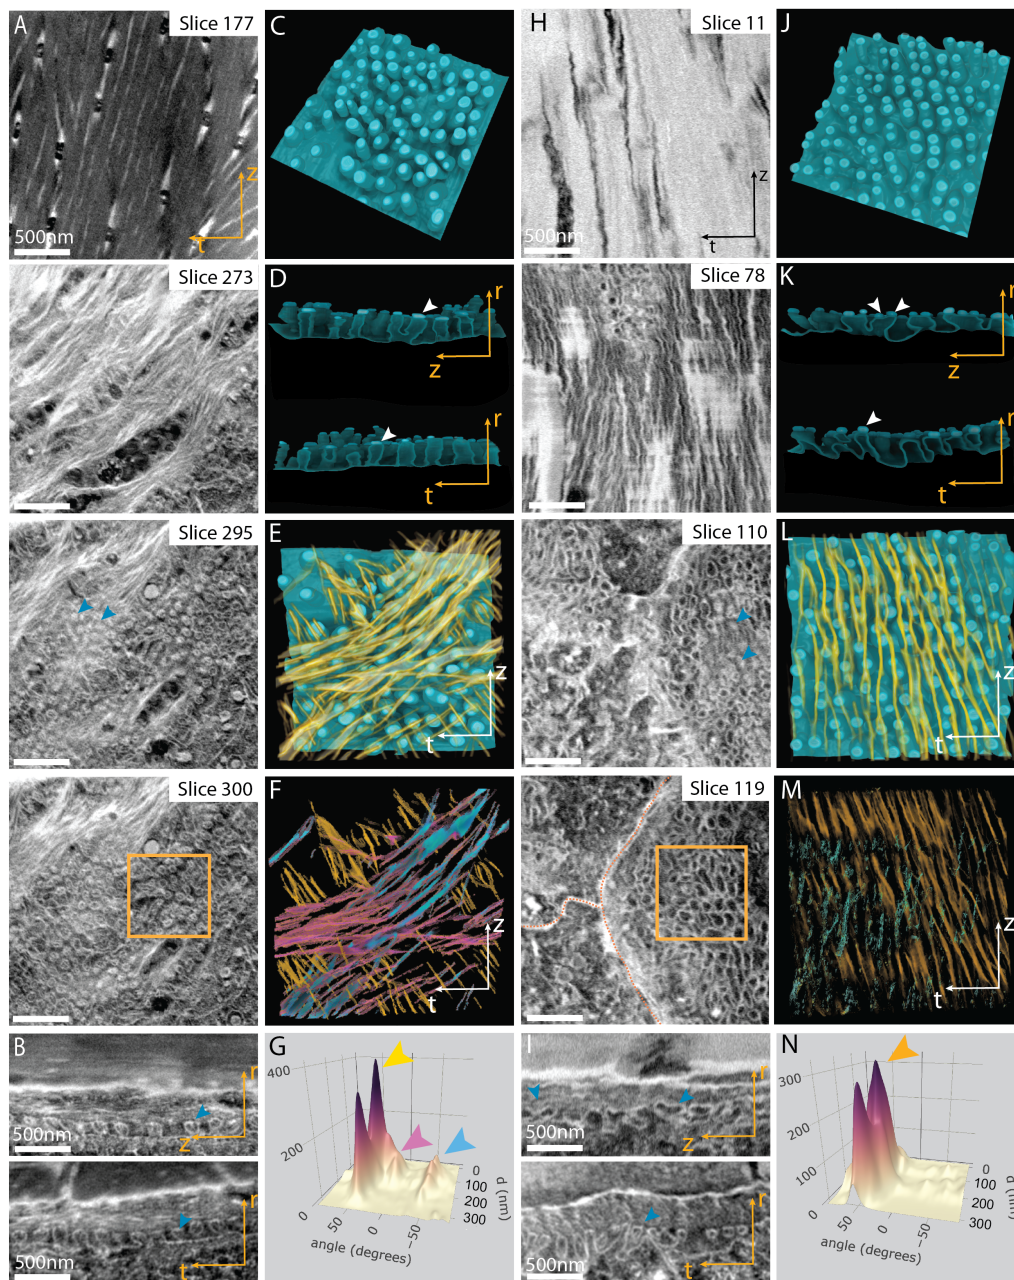 A
Slice 177
z
t
500nm
C
H
Slice 11
z
t
500nm
J
Slice 273
D
r
z
r
t
Slice 78
K
r
z
r
t
Slice 295
E
z
t
Slice 110
L
z
t
Slice 300
F
z
t
Slice 119
M
z
t
B
r
z
500nm
r
t
500nm
G
400
200
0
50
0
−50
angle (degrees)
0
100
200
300
d (nm)
I
r
z
500nm
r
t
500nm
N
300
200
100
0
50
0
−50
angle (degrees)
0
100
200
300
d (nm)